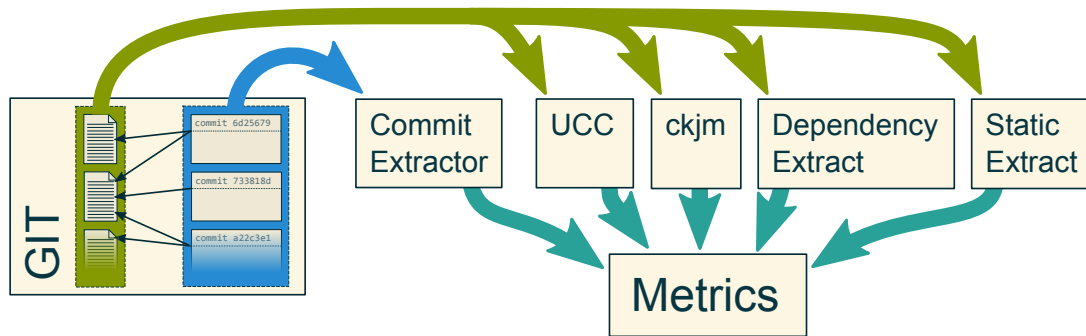 GIT
commit 6d25679
commit 733818d
commit a22c3e1
Commit
Extractor
UCC
ckjm
Dependency
Extract
Static
Extract
Metrics